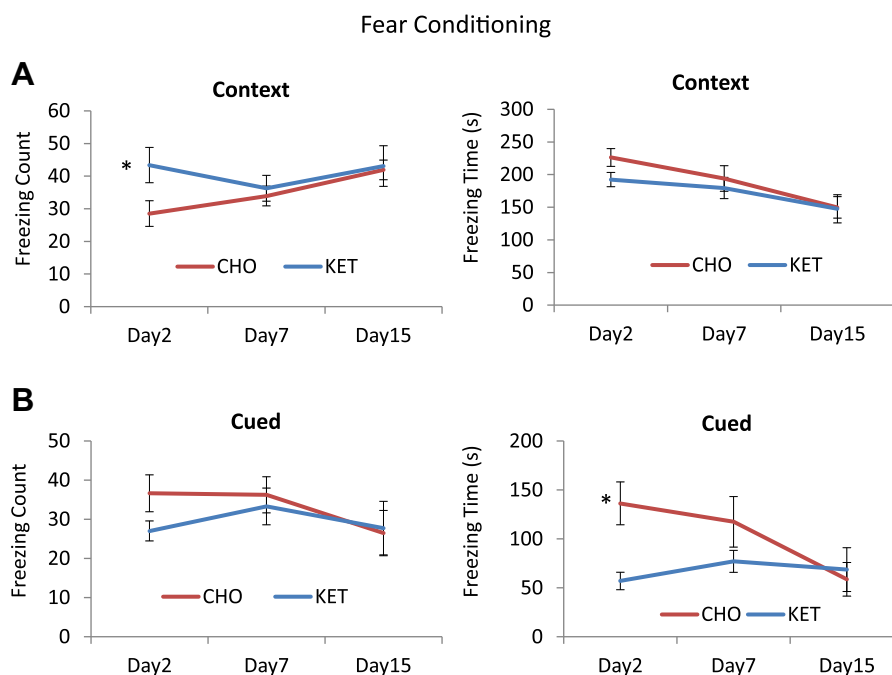 Fear Conditioning
A
Context
Freezing Count
60
50
40
30
20
10
0
*
CHO
KET
Day2
Day7
Day15
Context
Freezing Time (s)
300
250
200
150
100
50
0
CHO
KET
Day2
Day7
Day15
B
Cued
Freezing Count
50
40
30
20
10
0
CHO
KET
Day2
Day7
Day15
Cued
Freezing Time (s)
200
150
100
50
0
*
CHO
KET
Day2
Day7
Day15